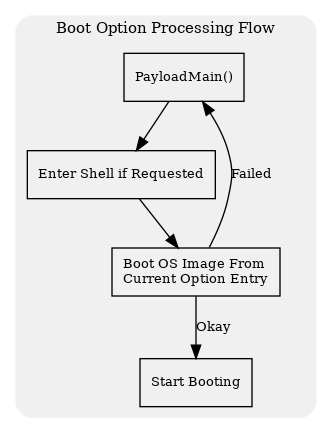 Boot Option Processing Flow
PayloadMain()
Enter Shell if Requested
Failed
Boot OS Image From
Current Option Entry
Okay
Start Booting